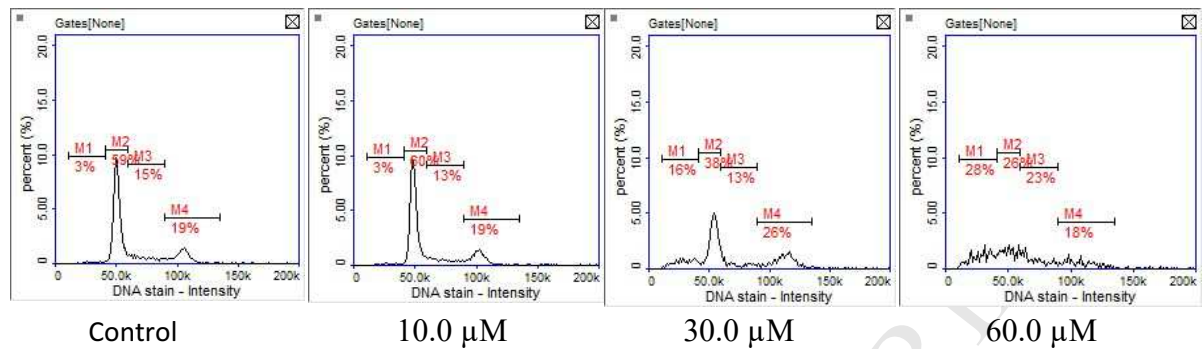 Gates[None]
20.0
15.0
10.0
5.00
0
percent (%)
M1
3%
M2
59%
M3
15%
M4
19%
0 50.0k 100k 150k 200k
DNA stain - Intensity
Control
Gates[None]
20.0
15.0
10.0
5.00
0
percent (%)
M1
3%
M2
60%
M3
13%
M4
19%
0 50.0k 100k 150k 200k
DNA stain - Intensity
10.0 µM
Gates[None]
20.0
15.0
10.0
5.00
0
percent (%)
M1
16%
M2
38%
M3
13%
M4
26%
0 50.0k 100k 150k 200k
DNA stain - Intensity
30.0 µM
Gates[None]
20.0
15.0
10.0
5.00
0
percent (%)
M1
28%
M2
26%
M3
23%
M4
18%
0 50.0k 100k 150k 200k
DNA stain - Intensity
60.0 µM